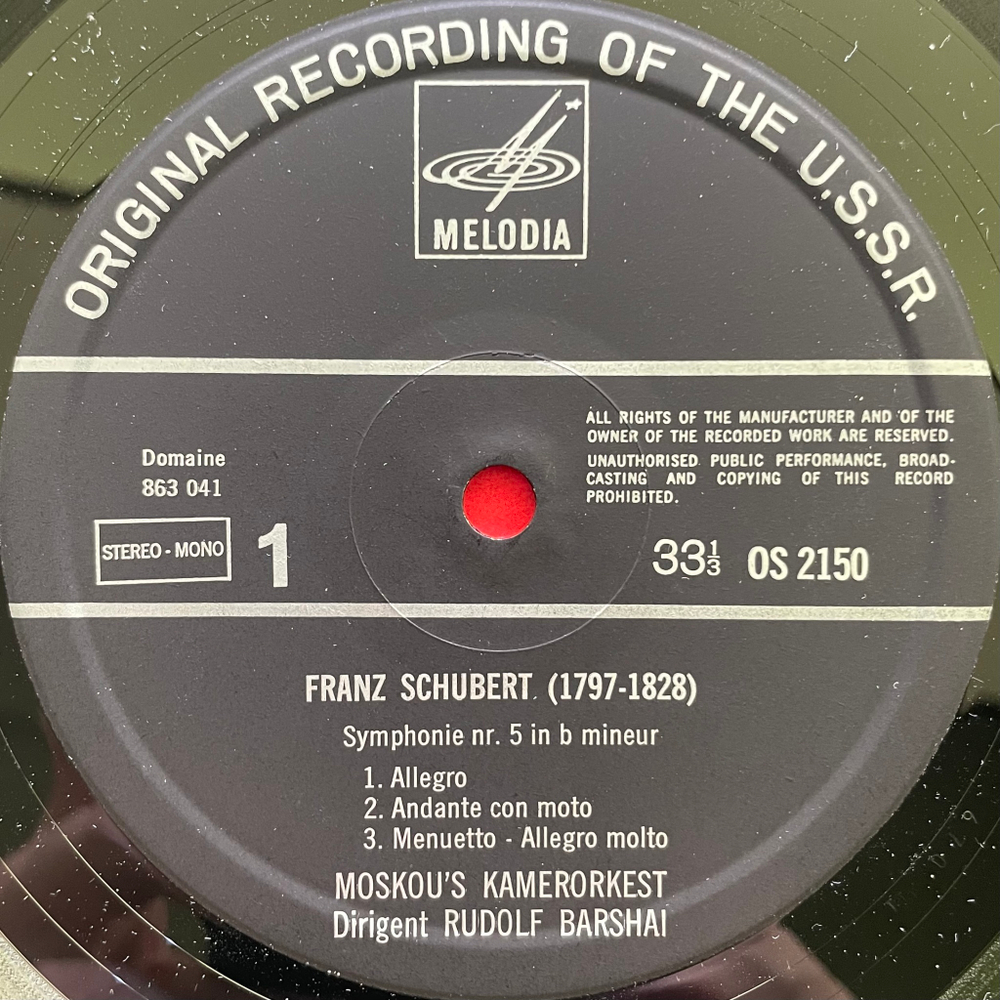 ORIGINAL RECORDING OF THE U.S.S.R.
MELODIA
ALL RIGHTS OF THE MANUFACTURER AND OF THE
OWNER OF THE RECORDED WORK ARE RESERVED.
UNAUTHORISED PUBLIC PERFORMANCE, BROAD-
CASTING AND COPYING OF THIS RECORD
PROHIBITED.
Domaine
863 041
STEREO - MONO
1
33⅓ OS 2150
FRANZ SCHUBERT (1797-1828)
Symphonie nr. 5 in b mineur
1. Allegro
2. Andante con moto
3. Menuetto - Allegro molto
MOSKOU'S KAMERORKEST
Dirigent RUDOLF BARSHAI